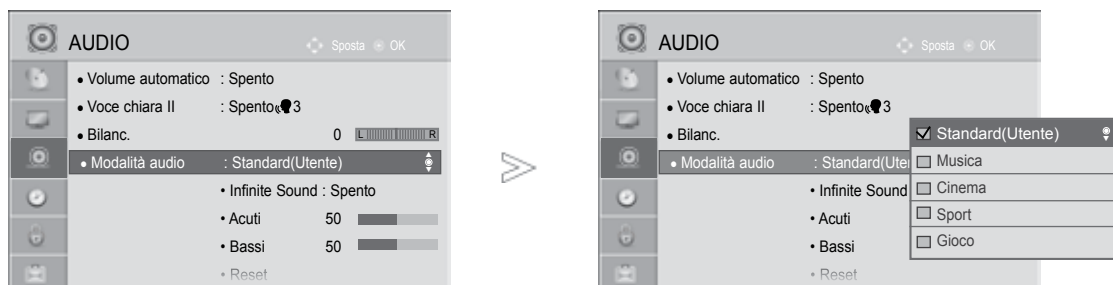 AUDIO
Sposta OK
• Volume automatico : Spento
• Voce chiara II : Spento 3
• Bilanc. 0 L R
• Modalità audio : Standard(Utente)
• Infinite Sound : Spento
• Acuti 50
• Bassi 50
• Reset
AUDIO
Sposta OK
• Volume automatico : Spento
• Voce chiara II : Spento 3
• Bilanc.
• Modalità audio : Standard(Uten
• Infinite Sound
• Acuti
• Bassi
• Reset
Standard(Utente)
Musica
Cinema
Sport
Gioco